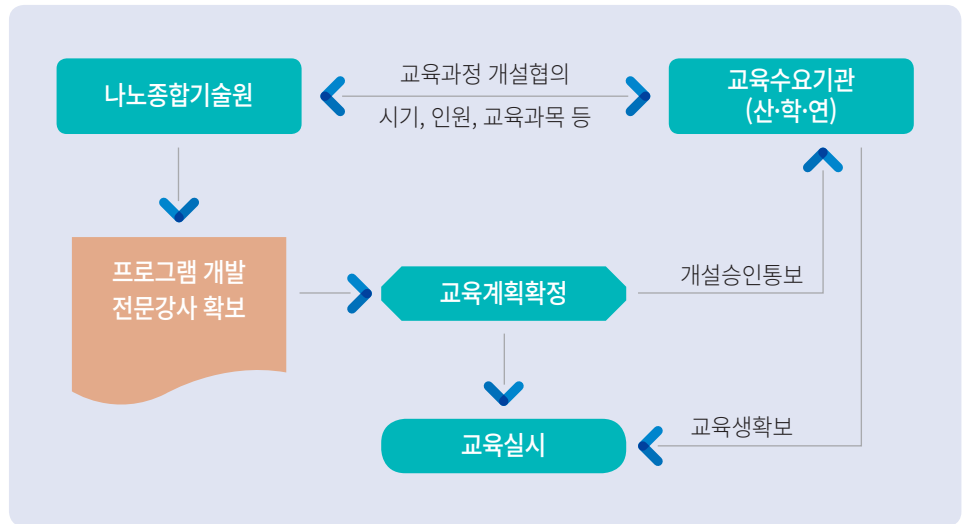 나노종합기술원
교육과정 개설협의
시기, 인원, 교육과목 등
교육수요기관
(산·학·연)
프로그램 개발
전문강사 확보
교육계획확정
개설승인통보
교육실시
교육생확보